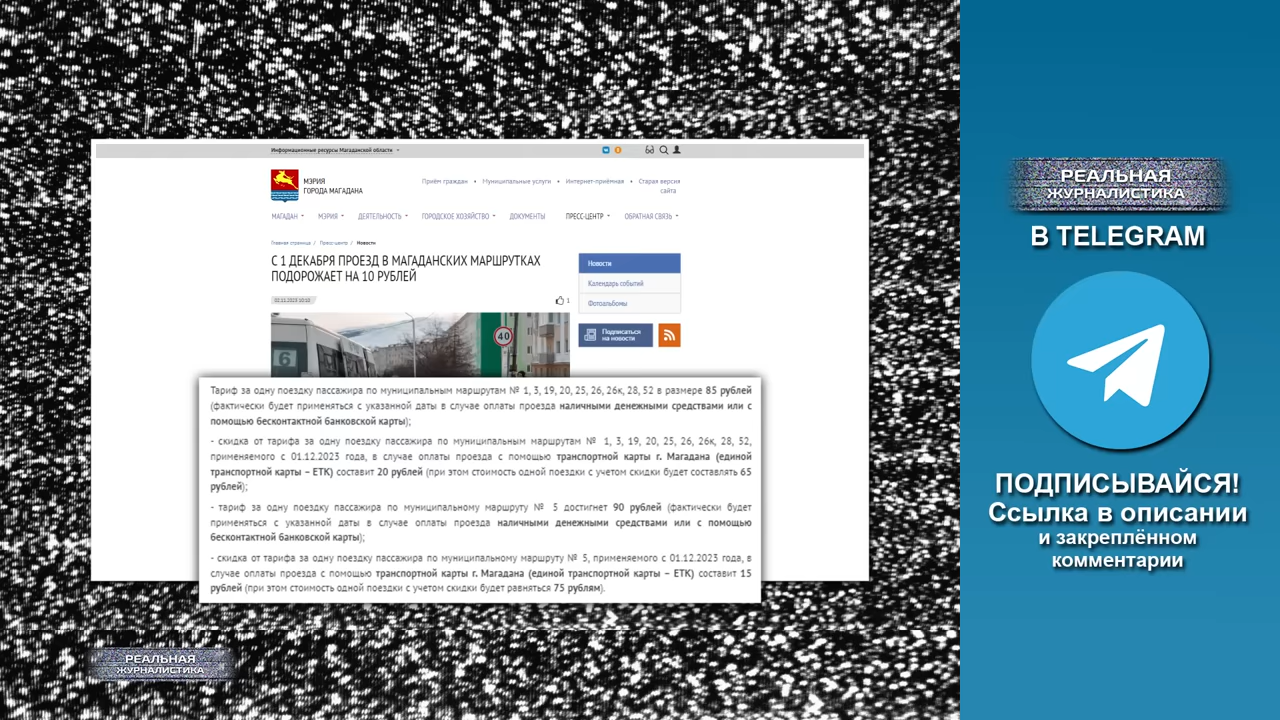 Информационные ресурсы Магаданской области
МЭРИЯ
ГОРОДА МАГАДАНА
Приём граждан • Муниципальные услуги • Интернет-приёмная • Старая версия
сайта
МАГАДАН МЭРИЯ ДЕЯТЕЛЬНОСТЬ ГОРОДСКОЕ ХОЗЯЙСТВО ДОКУМЕНТЫ ПРЕСС-ЦЕНТР ОБРАТНАЯ СВЯЗЬ
Главная страница / Пресс-центр / Новости
С 1 ДЕКАБРЯ ПРОЕЗД В МАГАДАНСКИХ МАРШРУТКАХ
ПОДОРОЖАЕТ НА 10 РУБЛЕЙ
1
Новости
Календарь событий
Фотоальбомы
Подписаться
на новости
6
40
Тариф за одну поездку пассажира по муниципальным маршрутам № 1, 3, 19, 20, 25, 26, 26к, 28, 52 в размере 85 рублей
(фактически будет применяться с указанной даты в случае оплаты проезда наличными денежными средствами или с
помощью бесконтактной банковской карты);
- скидка от тарифа за одну поездку пассажира по муниципальным маршрутам № 1, 3, 19, 20, 25, 26, 26к, 28, 52,
применяемого с 01.12.2023 года, в случае оплаты проезда с помощью транспортной карты г. Магадана (единой
транспортной карты – ЕТК) составит 20 рублей (при этом стоимость одной поездки с учетом скидки будет составлять 65
рублей);
- тариф за одну поездку пассажира по муниципальному маршруту № 5 достигнет 90 рублей (фактически будет
применяться с указанной даты в случае оплаты проезда наличными денежными средствами или с помощью
бесконтактной банковской карты);
- скидка от тарифа за одну поездку пассажира по муниципальному маршруту № 5, применяемого с 01.12.2023 года, в
случае оплаты проезда с помощью транспортной карты г. Магадана (единой транспортной карты – ЕТК) составит 15
рублей (при этом стоимость одной поездки с учетом скидки будет равняться 75 рублям).
РЕАЛЬНАЯ
ЖУРНАЛИСТИКА
РЕАЛЬНАЯ
ЖУРНАЛИСТИКА
В TELEGRAM
ПОДПИСЫВАЙСЯ!
Ссылка в описании
и закреплённом
комментарии